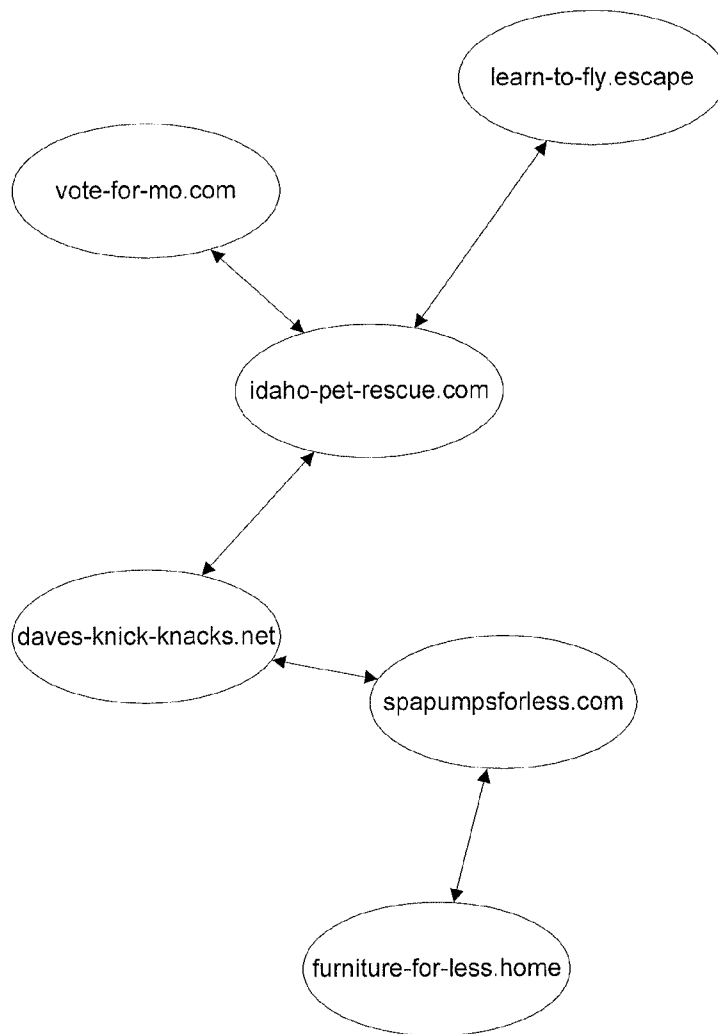 learn-to-fly.escape
vote-for-mo.com
idaho-pet-rescue.com
daves-knick-knacks.net
spapumpsforless.com
furniture-for-less.home